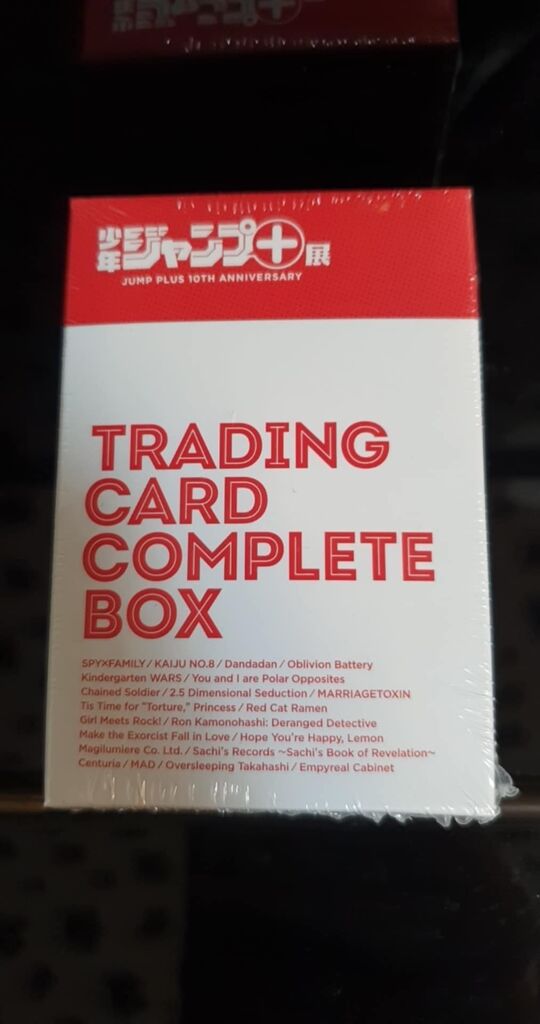 少年ジャンプ＋展
JUMP PLUS 10TH ANNIVERSARY
TRADING
CARD
COMPLETE
BOX
SPY×FAMILY / KAIJU NO.8 / Dandadan / Oblivion Battery
Kindergarten WARS / You and I are Polar Opposites
Chained Soldier / 2.5 Dimensional Seduction / MARRIAGETOXIN
Tis Time for "Torture," Princess / Red Cat Ramen
Girl Meets Rock! / Ron Kamonohashi: Deranged Detective
Make the Exorcist Fall in Love / Hope You're Happy, Lemon
Magilumiere Co. Ltd. / Sachi's Records ~Sachi's Book of Revelation~
Centuria / MAD / Oversleeping Takahashi / Empyreal Cabinet